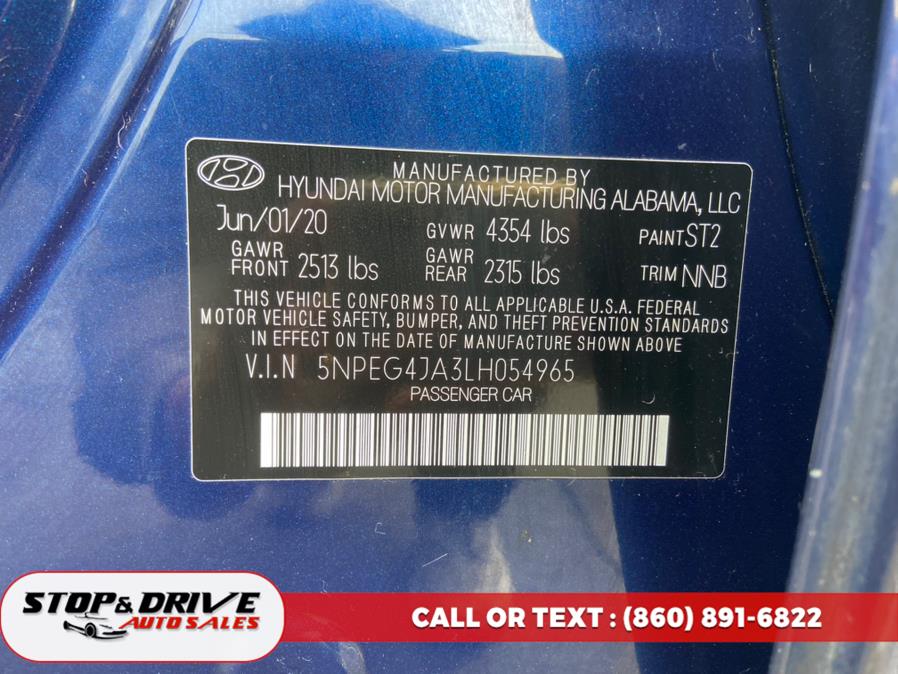 MANUFACTURED BY
HYUNDAI MOTOR MANUFACTURING ALABAMA, LLC
Jun/01/20 GVWR 4354 lbs PAINT ST2
GAWR FRONT 2513 lbs GAWR REAR 2315 lbs TRIM NNB
THIS VEHICLE CONFORMS TO ALL APPLICABLE U.S.A. FEDERAL
MOTOR VEHICLE SAFETY, BUMPER, AND THEFT PREVENTION STANDARDS
IN EFFECT ON THE DATE OF MANUFACTURE SHOWN ABOVE.
V.I.N 5NPEG4JA3LH054965
PASSENGER CAR
STOP & DRIVE
AUTO SALES
CALL OR TEXT : (860) 891-6822